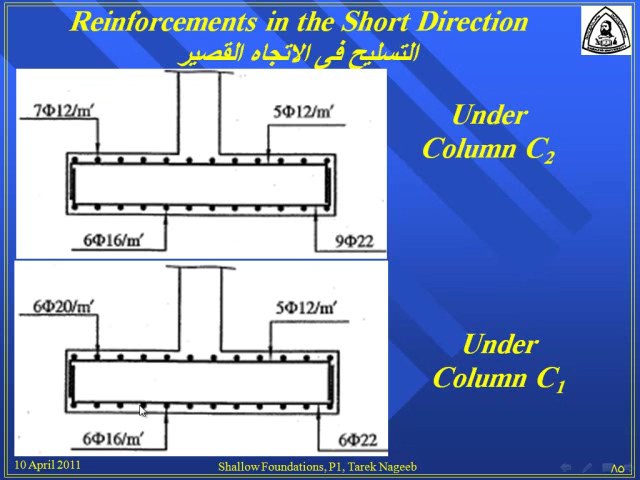 Reinforcements in the Short Direction
التسليح في الاتجاه القصير
7Φ12/m′
5Φ12/m′
6Φ16/m′
9Φ22
Under
Column C₂
6Φ20/m′
5Φ12/m′
6Φ16/m′
6Φ22
Under
Column C₁
10 April 2011
Shallow Foundations, P1, Tarek Nageeb
٨٥